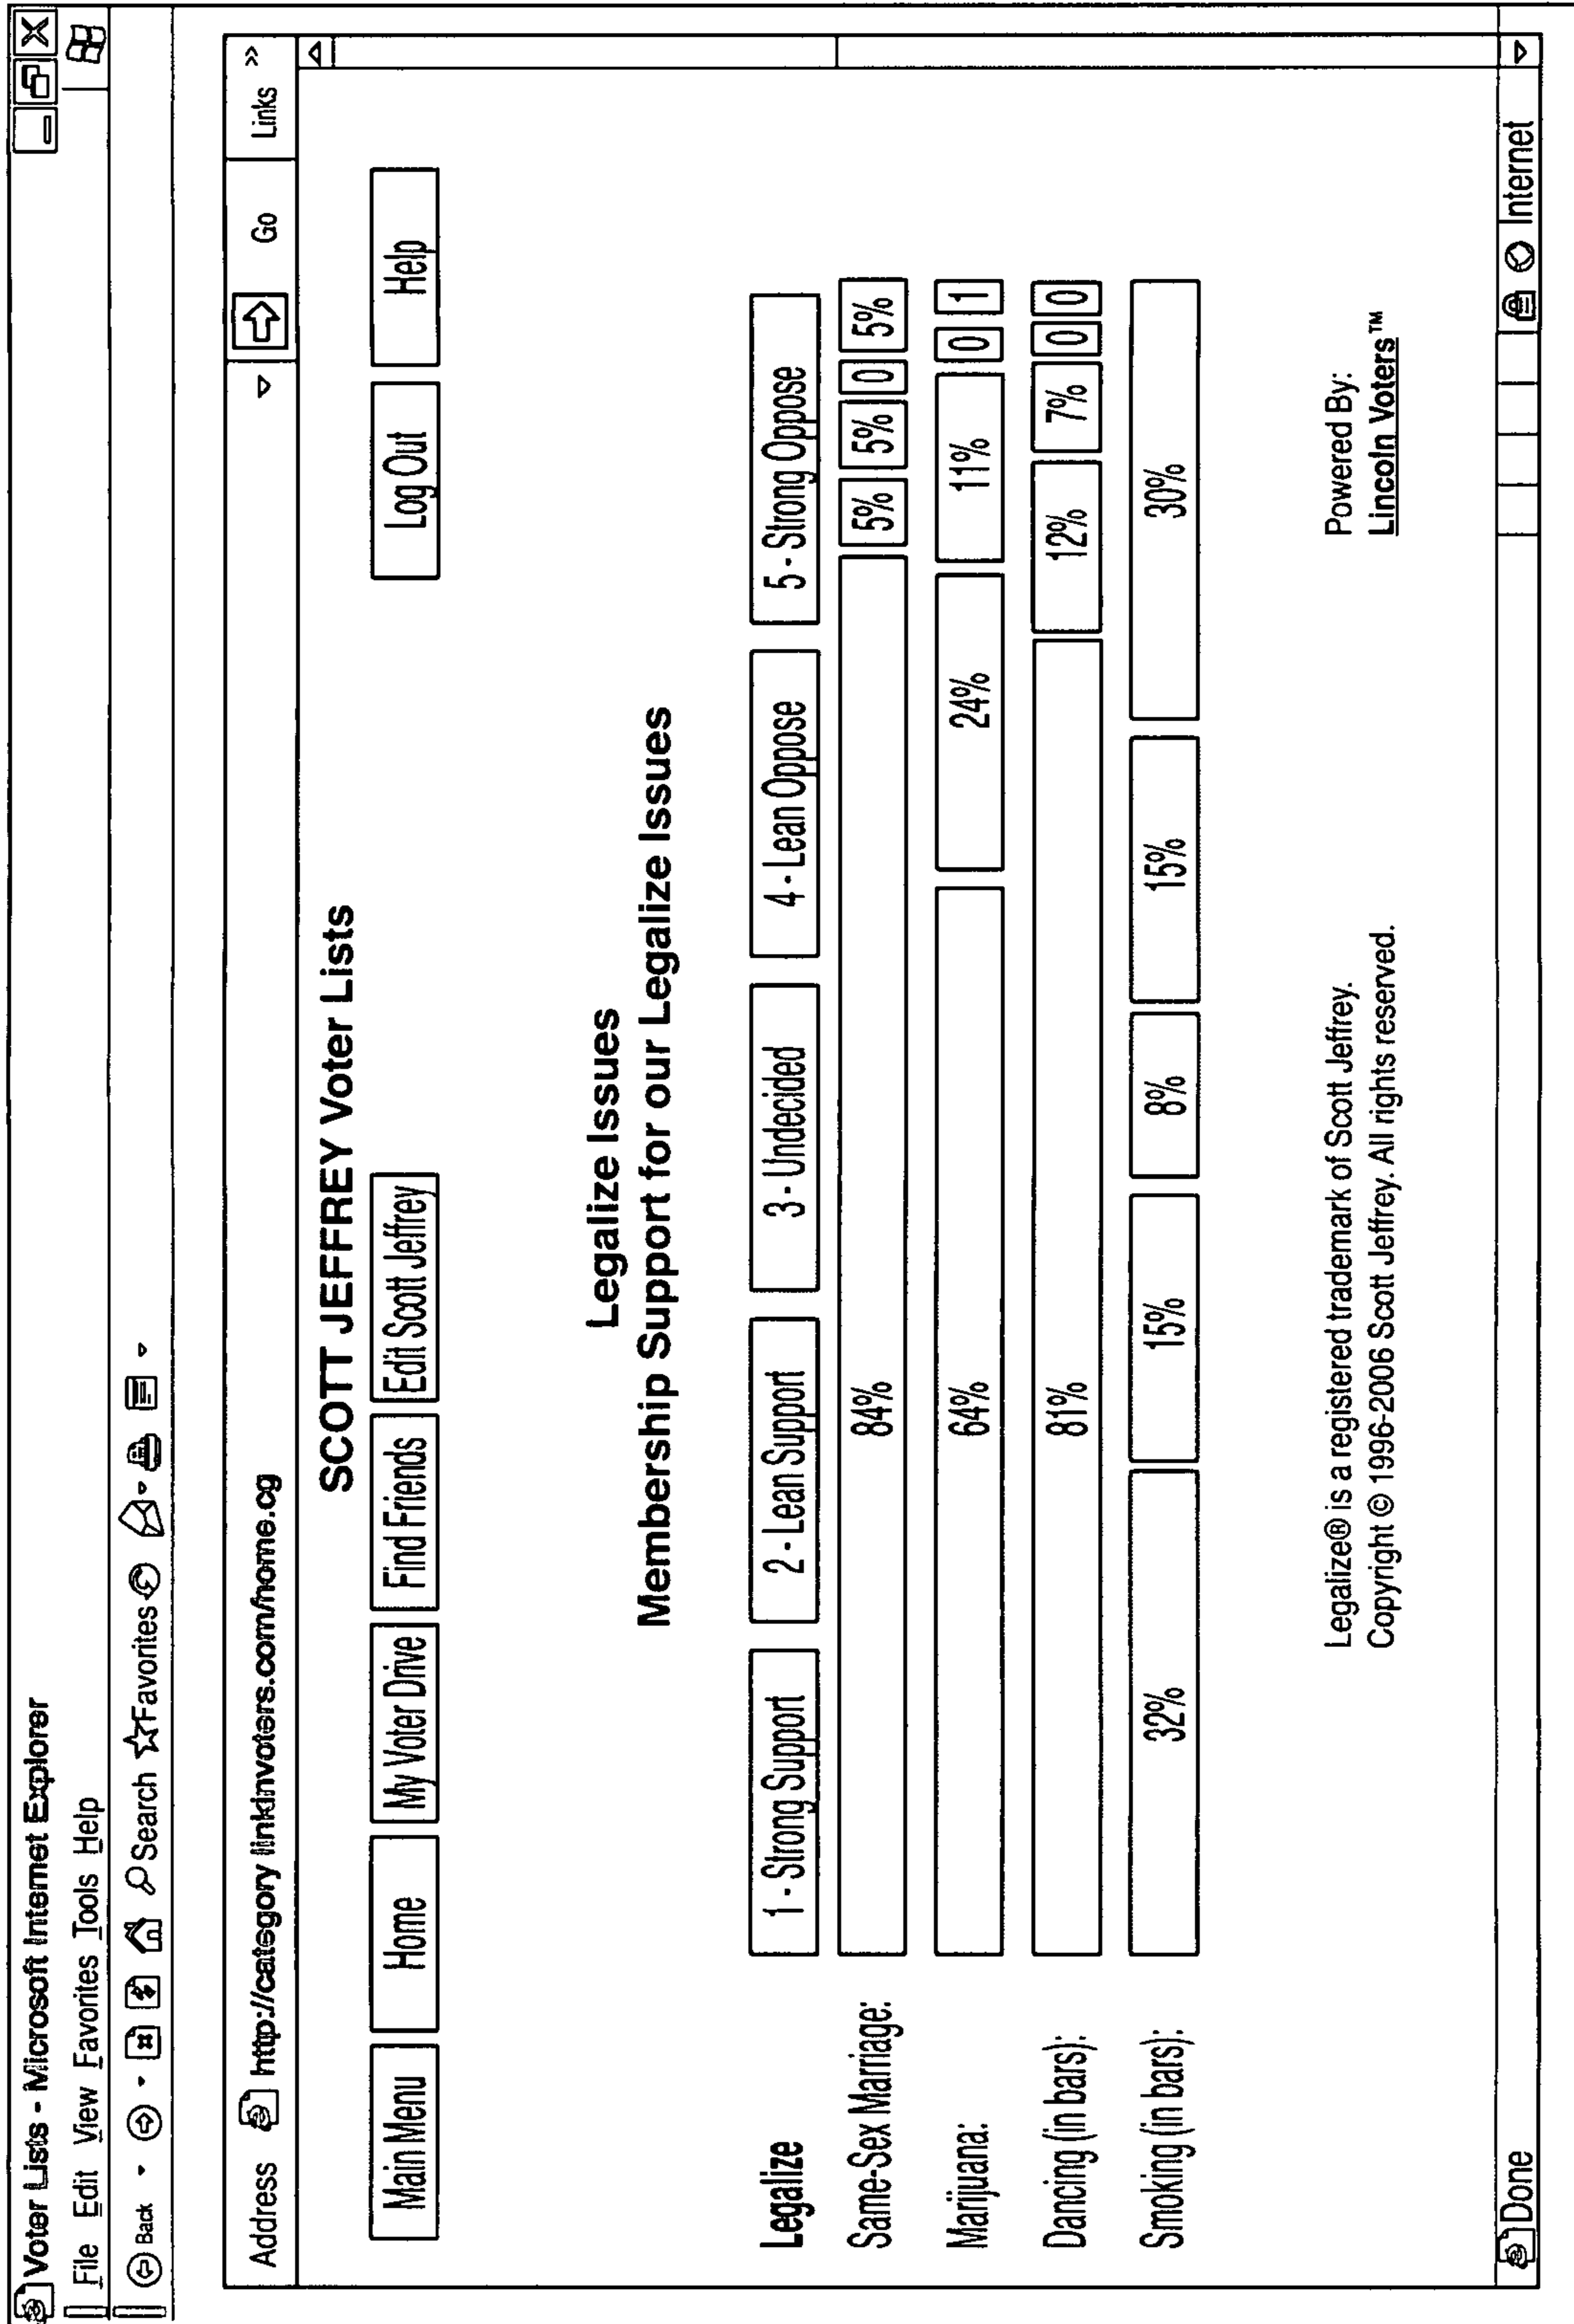 Voter Lists - Microsoft Internet Explorer
File Edit View Favorites Tools Help
Back Search Favorites
Address http://category linkinvoters.com/home.cg Go Links »
SCOTT JEFFREY Voter Lists
Main Menu Home My Voter Drive Find Friends Edit Scott Jeffrey Log Out Help
Legalize Issues
Membership Support for our Legalize Issues
Legalize 1 - Strong Support 2 - Lean Support 3 - Undecided 4 - Lean Oppose 5 - Strong Oppose
Same-Sex Marriage: 84% 5% 5% 0 5%
Marijuana: 64% 24% 11% 0 1
Dancing (in bars): 81% 12% 7% 0 0
Smoking (in bars): 32% 15% 8% 15% 30%
Legalize® is a registered trademark of Scott Jeffrey. Powered By:
Copyright © 1996-2006 Scott Jeffrey. All rights reserved. Lincoln Voters™
Done Internet